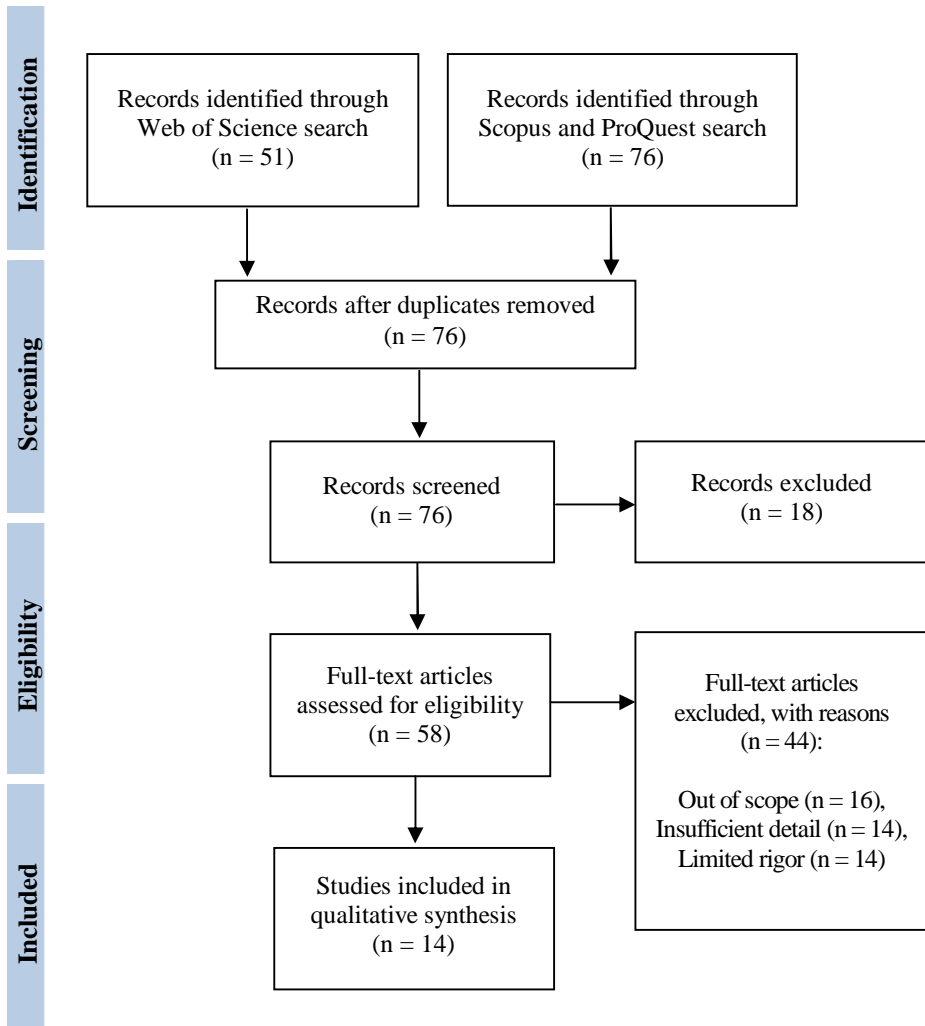 Identification
Records identified through
Web of Science search
(n = 51)
Records identified through
Scopus and ProQuest search
(n = 76)
Screening
Records after duplicates removed
(n = 76)
Records screened
(n = 76)
Records excluded
(n = 18)
Eligibility
Full-text articles
assessed for eligibility
(n = 58)
Full-text articles
excluded, with reasons
(n = 44):
Out of scope (n = 16),
Insufficient detail (n = 14),
Limited rigor (n = 14)
Included
Studies included in
qualitative synthesis
(n = 14)